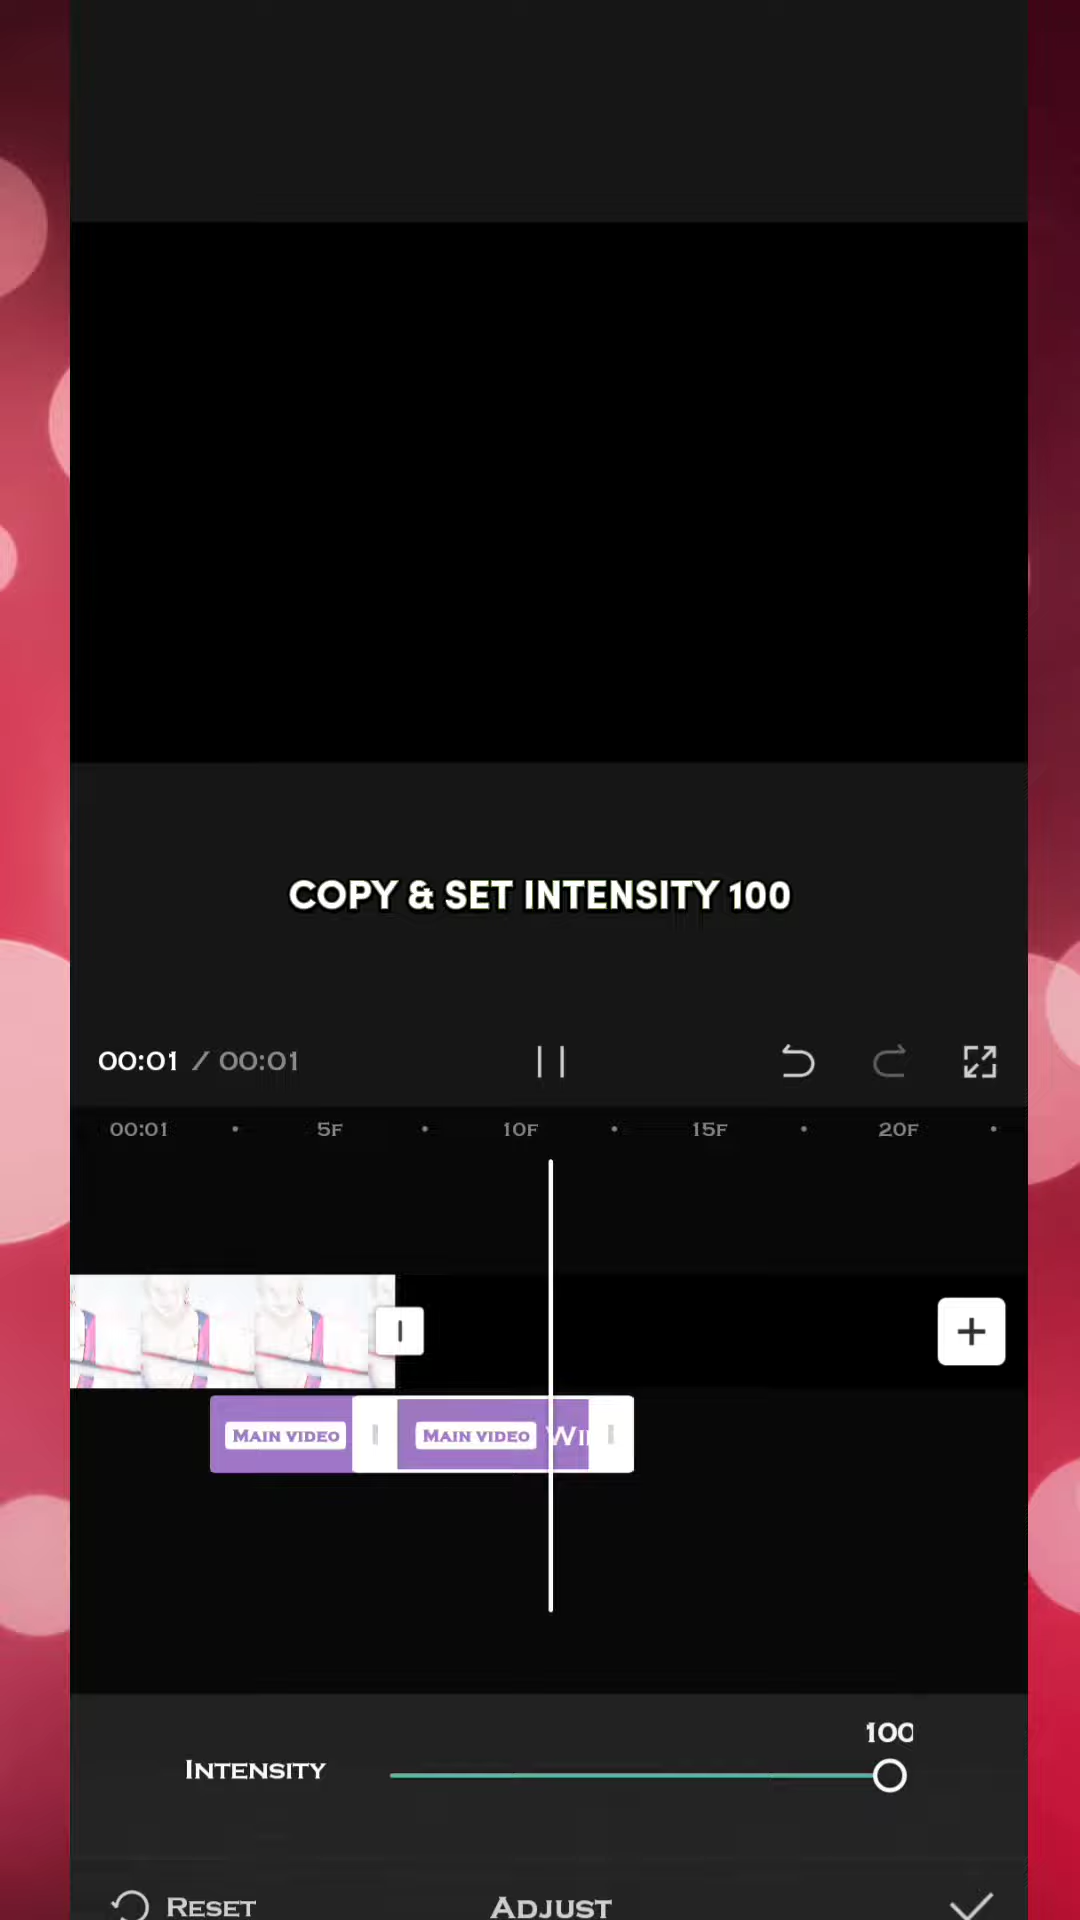 COPY & SET INTENSITY 100
00:01 / 00:01
00:01 5F 10F 15F 20F
MAIN VIDEO MAIN VIDEO
100
INTENSITY
RESET ADJUST